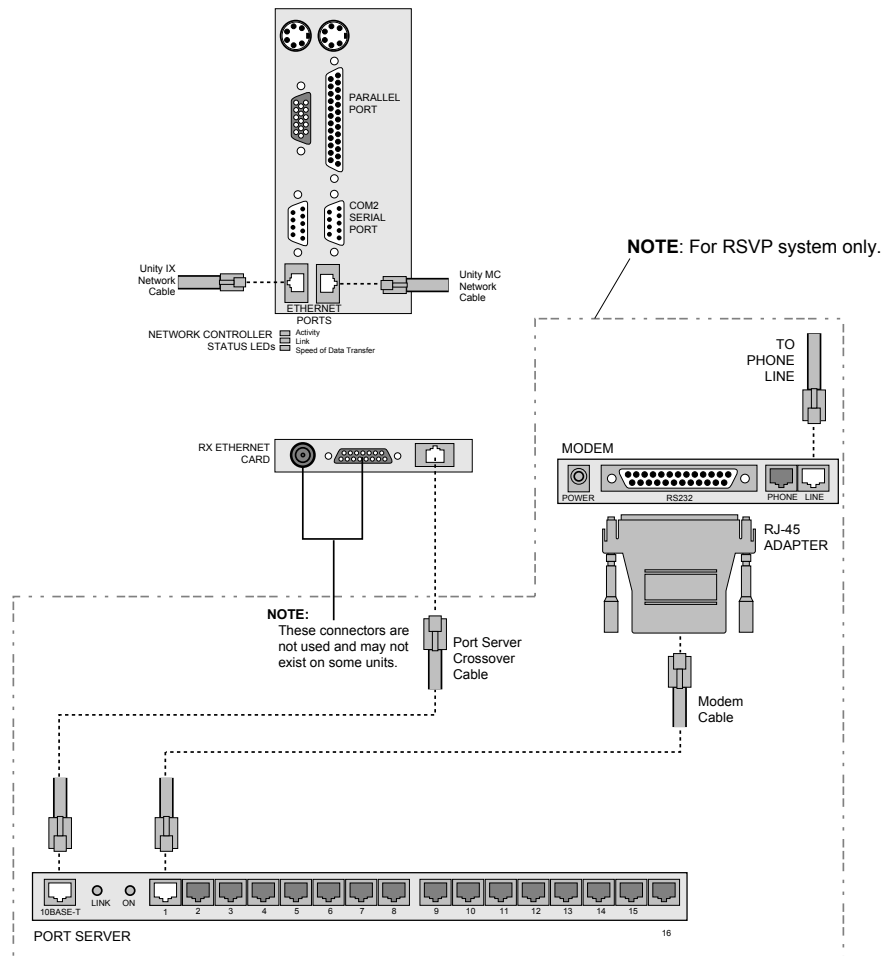 PARALLEL
PORT
COM2
SERIAL
PORT
Unity IX
Network
Cable
Unity MC
Network
Cable
ETHERNET
PORTS
NETWORK CONTROLLER
STATUS LEDs
Activity
Link
Speed of Data Transfer
NOTE: For RSVP system only.
TO
PHONE
LINE
RX ETHERNET
CARD
MODEM
POWER
RS232
PHONE
LINE
RJ-45
ADAPTER
NOTE:
These connectors are
not used and may not
exist on some units.
Port Server
Crossover
Cable
Modem
Cable
10BASE-T
LINK
ON
1
2
3
4
5
6
7
8
9
10
11
12
13
14
15
16
PORT SERVER